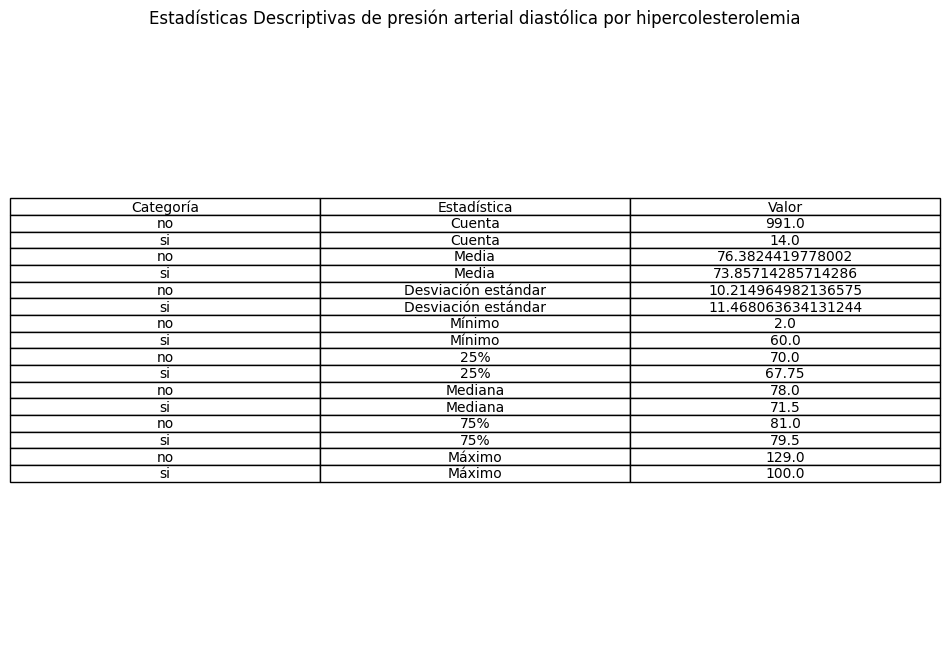 Estadísticas Descriptivas de presión arterial diastólica por hipercolesterolemia
Categoría Estadística Valor
no Cuenta 991.0
si Cuenta 14.0
no Media 76.3824419778002
si Media 73.85714285714286
no Desviación estándar 10.214964982136575
si Desviación estándar 11.468063634131244
no Mínimo 2.0
si Mínimo 60.0
no 25% 70.0
si 25% 67.75
no Mediana 78.0
si Mediana 71.5
no 75% 81.0
si 75% 79.5
no Máximo 129.0
si Máximo 100.0